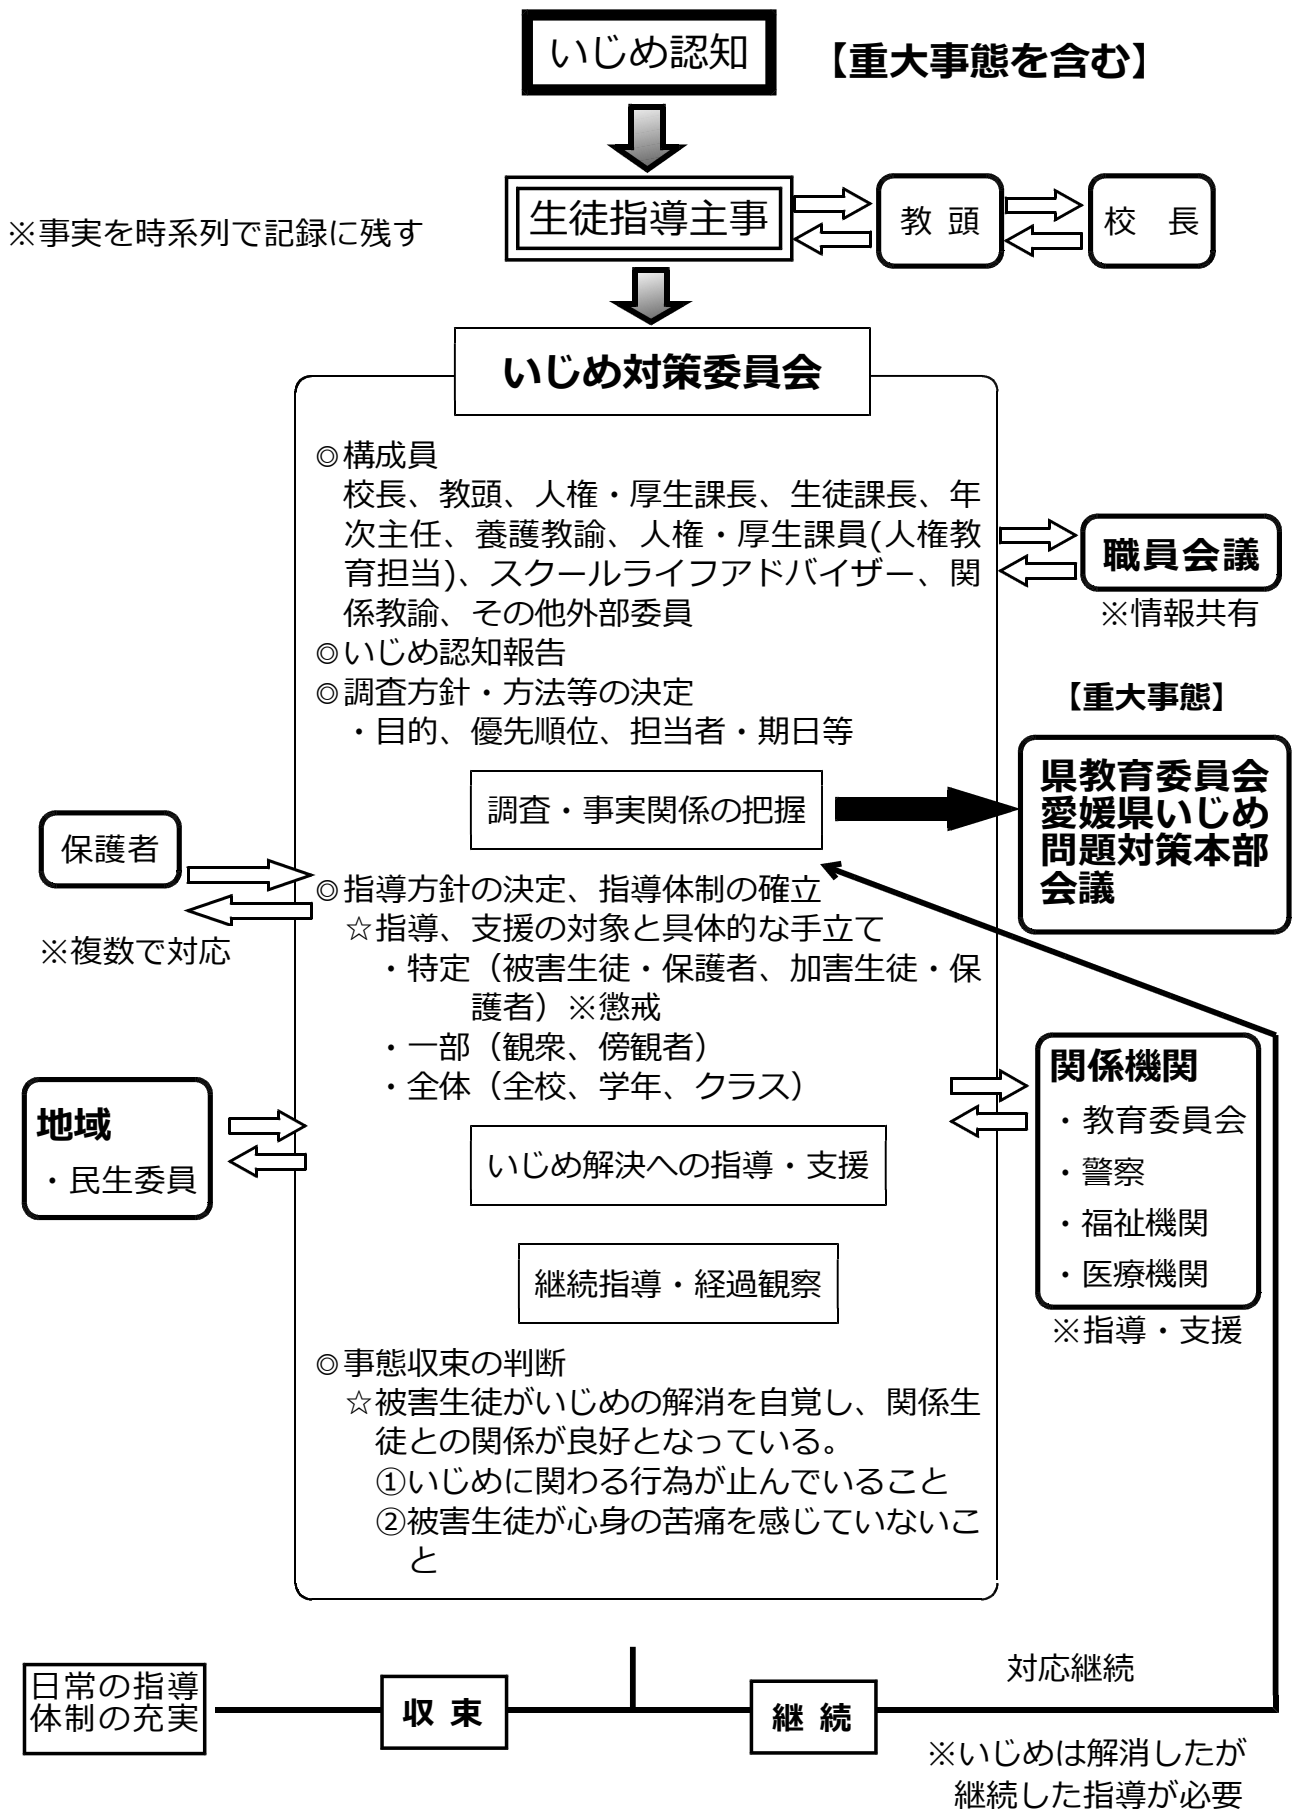 いじめ認知
【重大事態を含む】
生徒指導主事
教 頭
校 長
※事実を時系列で記録に残す
いじめ対策委員会
◎構成員
校長、教頭、人権・厚生課長、生徒課長、年
次主任、養護教諭、人権・厚生課員(人権教
育担当)、スクールライフアドバイザー、関
係教諭、その他外部委員
◎いじめ認知報告
◎調査方針・方法等の決定
・目的、優先順位、担当者・期日等
職員会議
※情報共有
【重大事態】
調査・事実関係の把握
県教育委員会
愛媛県いじめ
問題対策本部
会議
保護者
※複数で対応
◎指導方針の決定、指導体制の確立
☆指導、支援の対象と具体的な手立て
・特定（被害生徒・保護者、加害生徒・保
護者）※懲戒
・一部（観衆、傍観者）
・全体（全校、学年、クラス）
地域
・民生委員
関係機関
・教育委員会
・警察
・福祉機関
・医療機関
※指導・支援
いじめ解決への指導・支援
継続指導・経過観察
◎事態収束の判断
☆被害生徒がいじめの解消を自覚し、関係生
徒との関係が良好となっている。
①いじめに関わる行為が止んでいること
②被害生徒が心身の苦痛を感じていないこ
と
日常の指導
体制の充実
収 束
継 続
対応継続
※いじめは解消したが
継続した指導が必要